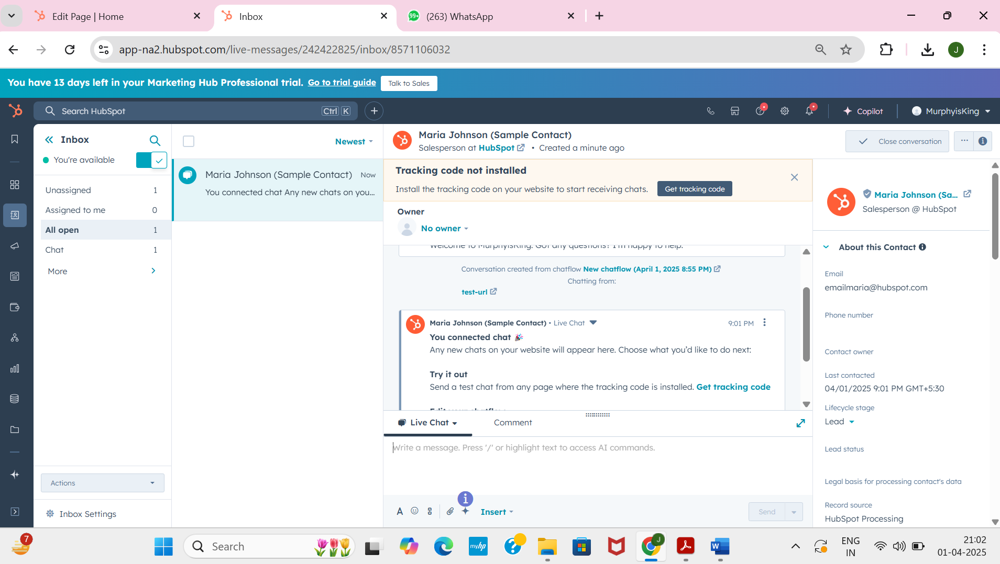 Edit Page | Home
Inbox
99+
(263) WhatsApp
app-na2.hubspot.com/live-messages/242422825/inbox/8571106032
J
You have 13 days left in your Marketing Hub Professional trial. Go to trial guide Talk to Sales
Search HubSpot
Ctrl K
Copilot
MurphyisKing
Inbox
You're available
Unassigned 1
Assigned to me 0
All open 1
Chat 1
More
Actions
Inbox Settings
Newest
Maria Johnson (Sample Contact) Now
You connected chat Any new chats on you...
Maria Johnson (Sample Contact)
Salesperson at HubSpot • Created a minute ago
Close conversation
Tracking code not installed
Install the tracking code on your website to start receiving chats. Get tracking code
Owner
No owner
Welcome to MurphyisKing. Got any questions? I'm happy to help.
Conversation created from chatflow New chatflow (April 1, 2025 8:55 PM)
Chatting from:
test-url
Maria Johnson (Sample Contact) • Live Chat 9:01 PM
You connected chat 🎉
Any new chats on your website will appear here. Choose what you’d like to do next:
Try it out
Send a test chat from any page where the tracking code is installed. Get tracking code
Edit your chatflow
Live Chat
Comment
Write a message. Press '/' or highlight text to access AI commands.
A
Insert
Send
Maria Johnson (Sa...
Salesperson @ HubSpot
About this Contact
Email
emailmaria@hubspot.com
Phone number
Contact owner
Last contacted
04/01/2025 9:01 PM GMT+5:30
Lifecycle stage
Lead
Lead status
Legal basis for processing contact's data
Record source
HubSpot Processing
7
Search
myhp
J
W
ENG
IN
21:02
01-04-2025